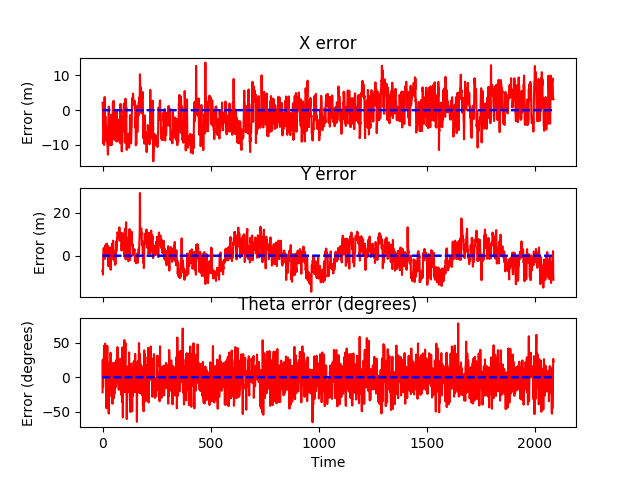 X error
10
0
−10
Error (m)
Y error
20
0
Error (m)
Theta error (degrees)
50
0
−50
Error (degrees)
0 500 1000 1500 2000
Time